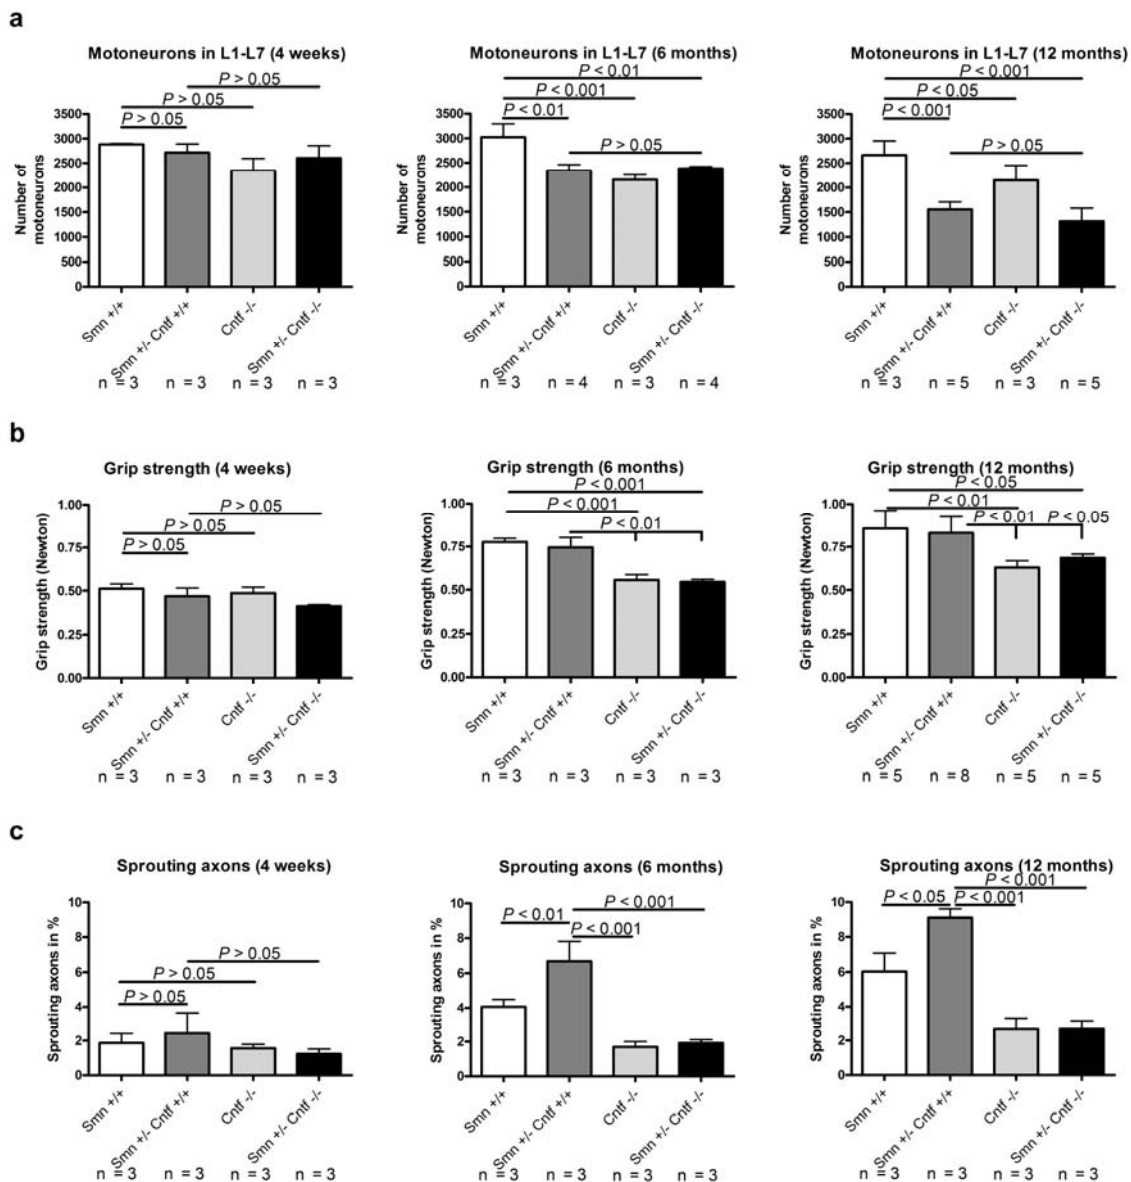 a
Motoneurons in L1-L7 (4 weeks)
P > 0.05
P > 0.05
P > 0.05
3500
3000
2500
2000
1500
1000
500
0
Number of
motoneurons
Smn +/+
Smn +/- Cntf +/+
Cntf -/-
Smn +/- Cntf -/-
n = 3
n = 3
n = 3
n = 3
Motoneurons in L1-L7 (6 months)
P < 0.01
P < 0.001
P < 0.01
P > 0.05
3500
3000
2500
2000
1500
1000
500
0
Number of
motoneurons
Smn +/+
Smn +/- Cntf +/+
Cntf -/-
Smn +/- Cntf -/-
n = 3
n = 4
n = 3
n = 4
Motoneurons in L1-L7 (12 months)
P < 0.001
P < 0.05
P < 0.001
P > 0.05
3500
3000
2500
2000
1500
1000
500
0
Number of
motoneurons
Smn +/+
Smn +/- Cntf +/+
Cntf -/-
Smn +/- Cntf -/-
n = 3
n = 5
n = 3
n = 5
b
Grip strength (4 weeks)
P > 0.05
P > 0.05
P > 0.05
1.00
0.75
0.50
0.25
0.00
Grip strength (Newton)
Smn +/+
Smn +/- Cntf +/+
Cntf -/-
Smn +/- Cntf -/-
n = 3
n = 3
n = 3
n = 3
Grip strength (6 months)
P < 0.001
P < 0.001
P < 0.01
1.00
0.75
0.50
0.25
0.00
Grip strength (Newton)
Smn +/+
Smn +/- Cntf +/+
Cntf -/-
Smn +/- Cntf -/-
n = 3
n = 3
n = 3
n = 3
Grip strength (12 months)
P < 0.05
P < 0.01
P < 0.01
P < 0.05
1.00
0.75
0.50
0.25
0.00
Grip strength (Newton)
Smn +/+
Smn +/- Cntf +/+
Cntf -/-
Smn +/- Cntf -/-
n = 5
n = 8
n = 5
n = 5
c
Sprouting axons (4 weeks)
P > 0.05
P > 0.05
P > 0.05
10
8
6
4
2
0
Sprouting axons in %
Smn +/+
Smn +/- Cntf +/+
Cntf -/-
Smn +/- Cntf -/-
n = 3
n = 3
n = 3
n = 3
Sprouting axons (6 months)
P < 0.01
P < 0.001
P < 0.001
10
8
6
4
2
0
Sprouting axons in %
Smn +/+
Smn +/- Cntf +/+
Cntf -/-
Smn +/- Cntf -/-
n = 3
n = 3
n = 3
n = 3
Sprouting axons (12 months)
P < 0.001
P < 0.05
P < 0.001
10
8
6
4
2
0
Sprouting axons in %
Smn +/+
Smn +/- Cntf +/+
Cntf -/-
Smn +/- Cntf -/-
n = 3
n = 3
n = 3
n = 3